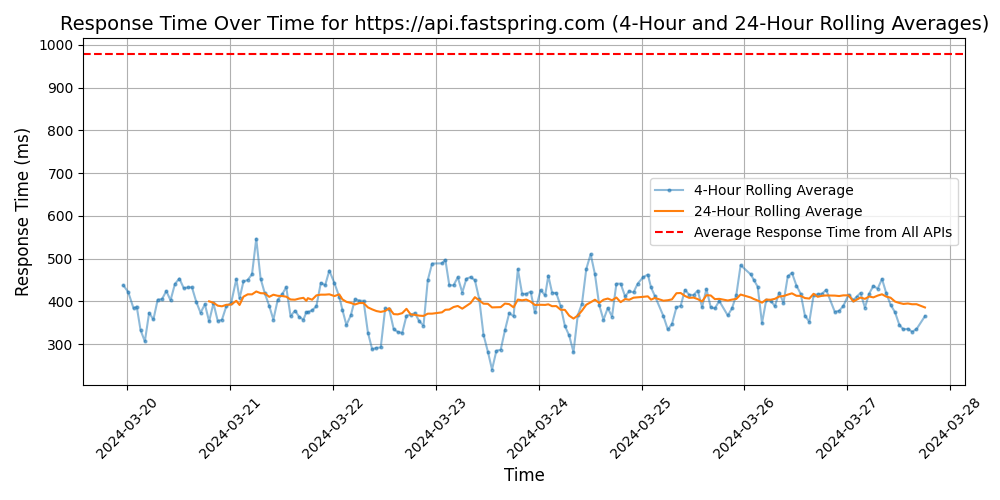 Response Time Over Time for https://api.fastspring.com (4-Hour and 24-Hour Rolling Averages)
Response Time (ms)
1000
900
800
700
600
500
400
300
4-Hour Rolling Average
24-Hour Rolling Average
Average Response Time from All APIs
2024-03-20
2024-03-21
2024-03-22
2024-03-23
2024-03-24
2024-03-25
2024-03-26
2024-03-27
2024-03-28
Time